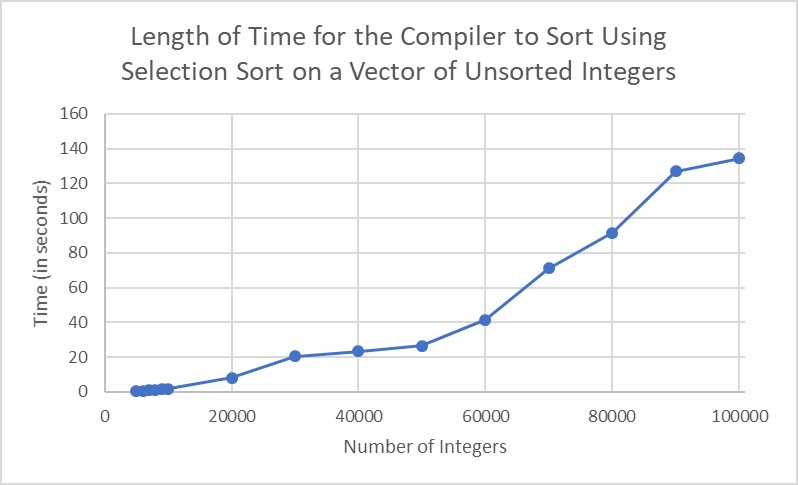 Length of Time for the Compiler to Sort Using
Selection Sort on a Vector of Unsorted Integers
160
140
120
100
80
60
40
20
0
Time (in seconds)
0 20000 40000 60000 80000 100000
Number of Integers